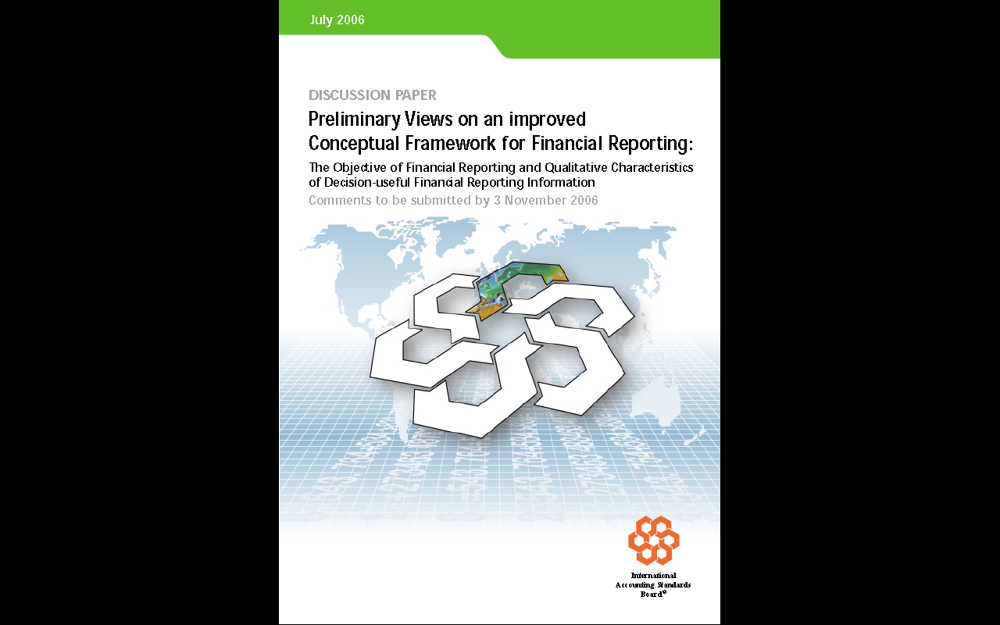 July 2006
DISCUSSION PAPER
Preliminary Views on an improved
Conceptual Framework for Financial Reporting:
The Objective of Financial Reporting and Qualitative Characteristics
of Decision-useful Financial Reporting Information
Comments to be submitted by 3 November 2006
International
Accounting Standards
Board®